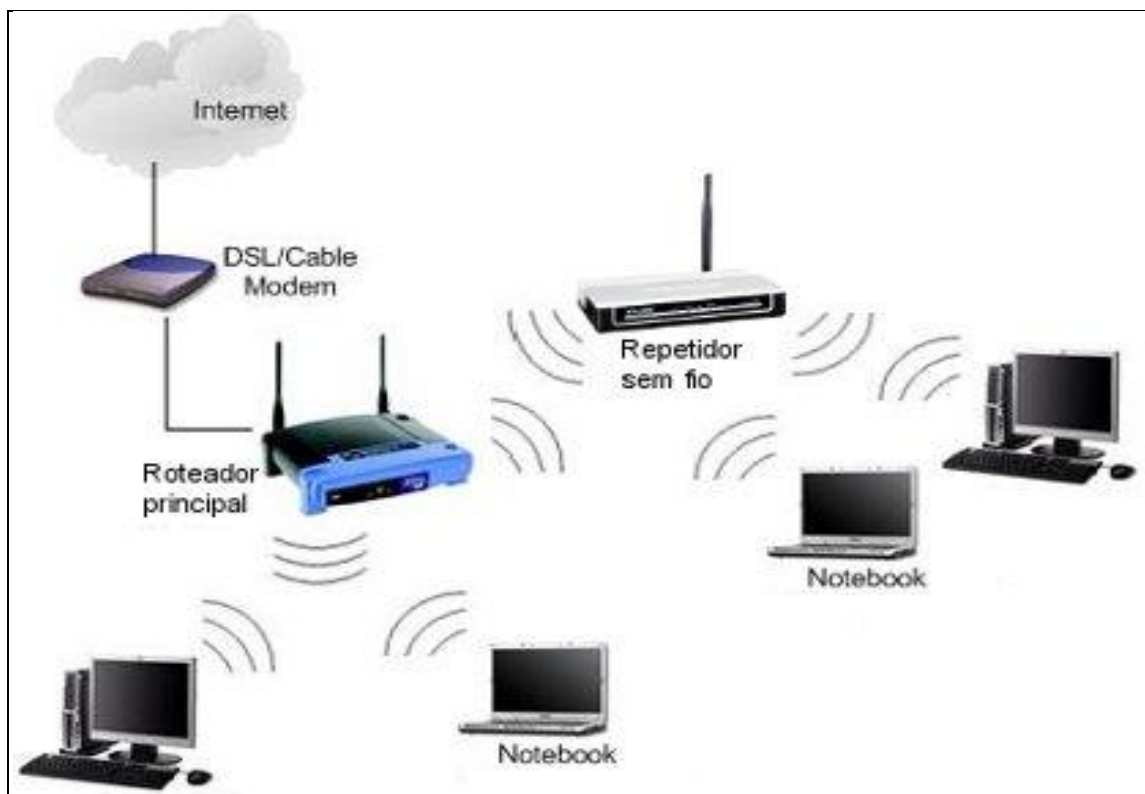 Internet
DSL/Cable
Modem
Repetidor
sem fio
Roteador
principal
Notebook
Notebook